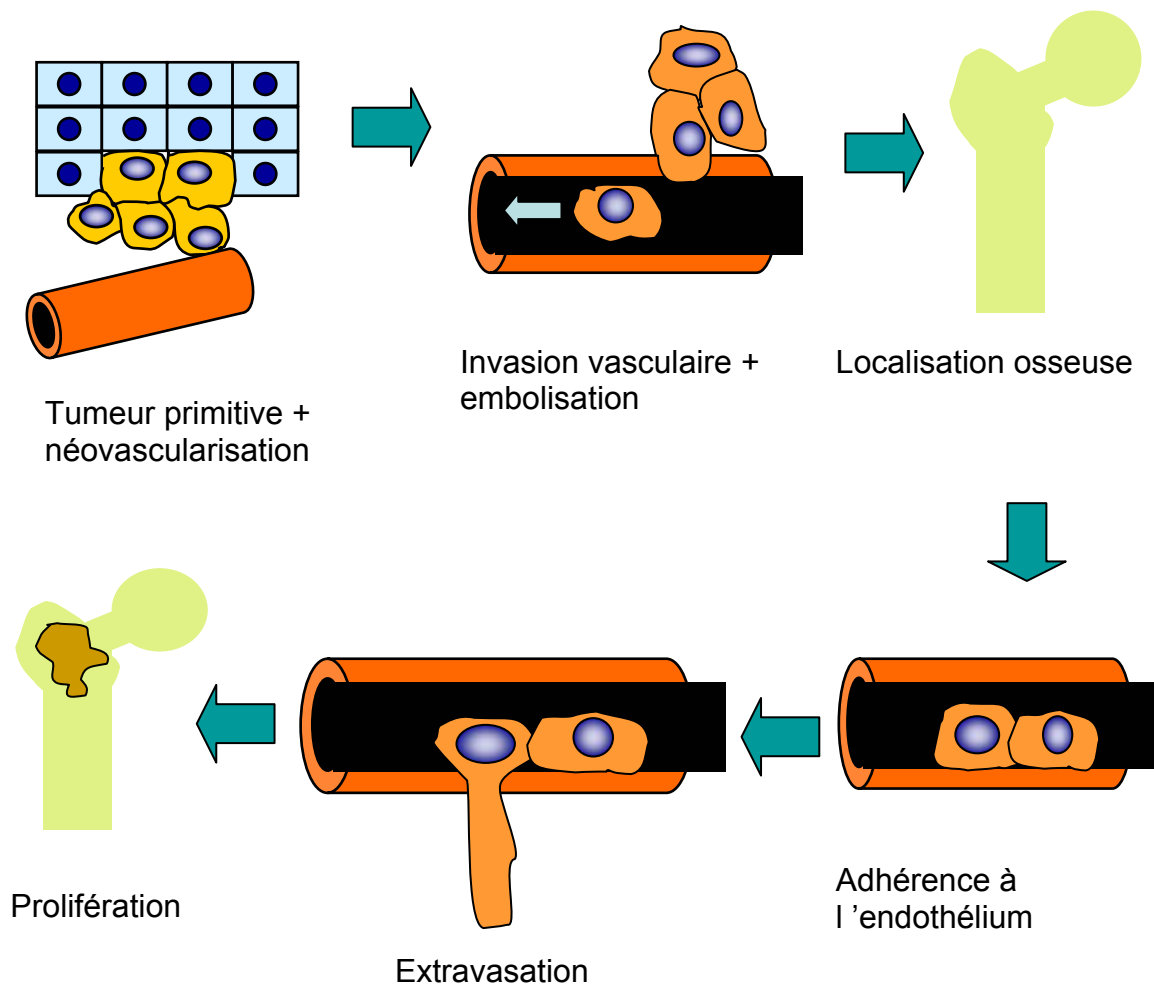 Tumeur primitive +
néovascularisation
Invasion vasculaire +
embolisation
Localisation osseuse
Adhérence à
l ’endothélium
Extravasation
Prolifération